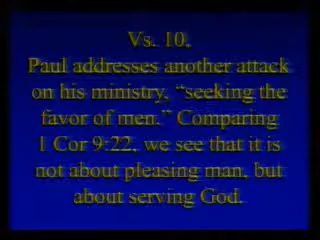 Vs. 10.
Paul addresses another attack
on his ministry, “seeking the
favor of men.” Comparing
1 Cor 9:22, we see that it is
not about pleasing man, but
about serving God.